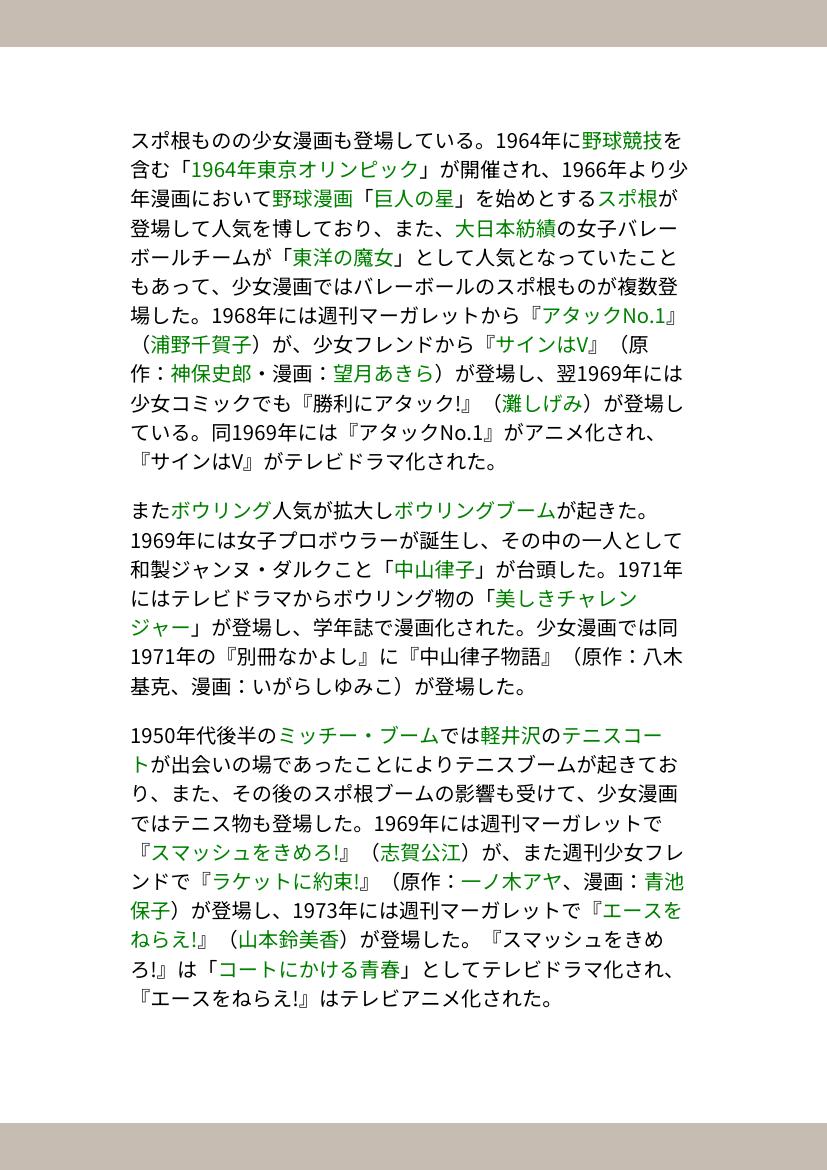 スポ根ものの少女漫画も登場している。1964年に野球競技を
含む「1964年東京オリンピック」が開催され、1966年より少
年漫画において野球漫画「巨人の星」を始めとするスポ根が
登場して人気を博しており、また、大日本紡績の女子バレー
ボールチームが「東洋の魔女」として人気となっていたこと
もあって、少女漫画ではバレーボールのスポ根ものが複数登
場した。1968年には週刊マーガレットから『アタックNo.1』
（浦野千賀子）が、少女フレンドから『サインはV』（原
作：神保史郎・漫画：望月あきら）が登場し、翌1969年には
少女コミックでも『勝利にアタック!』（灘しげみ）が登場し
ている。同1969年には『アタックNo.1』がアニメ化され、
『サインはV』がテレビドラマ化された。
またボウリング人気が拡大しボウリングブームが起きた。
1969年には女子プロボウラーが誕生し、その中の一人として
和製ジャンヌ・ダルクこと「中山律子」が台頭した。1971年
にはテレビドラマからボウリング物の「美しきチャレン
ジャー」が登場し、学年誌で漫画化された。少女漫画では同
1971年の『別冊なかよし』に『中山律子物語』（原作：八木
基克、漫画：いがらしゆみこ）が登場した。
1950年代後半のミッチー・ブームでは軽井沢のテニスコー
トが出会いの場であったことによりテニスブームが起きてお
り、また、その後のスポ根ブームの影響も受けて、少女漫画
ではテニス物も登場した。1969年には週刊マーガレットで
『スマッシュをきめろ!』（志賀公江）が、また週刊少女フレ
ンドで『ラケットに約束!』（原作：一ノ木アヤ、漫画：青池
保子）が登場し、1973年には週刊マーガレットで『エースを
ねらえ!』（山本鈴美香）が登場した。『スマッシュをきめ
ろ!』は「コートにかける青春」としてテレビドラマ化され、
『エースをねらえ!』はテレビアニメ化された。